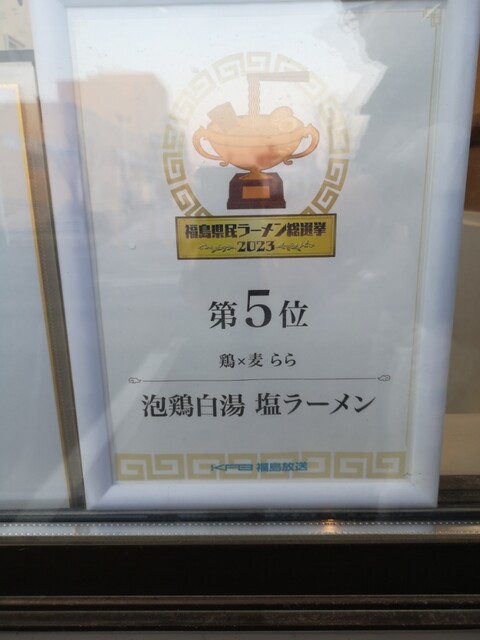 福島県民ラーメン総選挙
2023
第5位
鶏×麦 らら
泡鶏白湯 塩ラーメン
KFB 福島放送